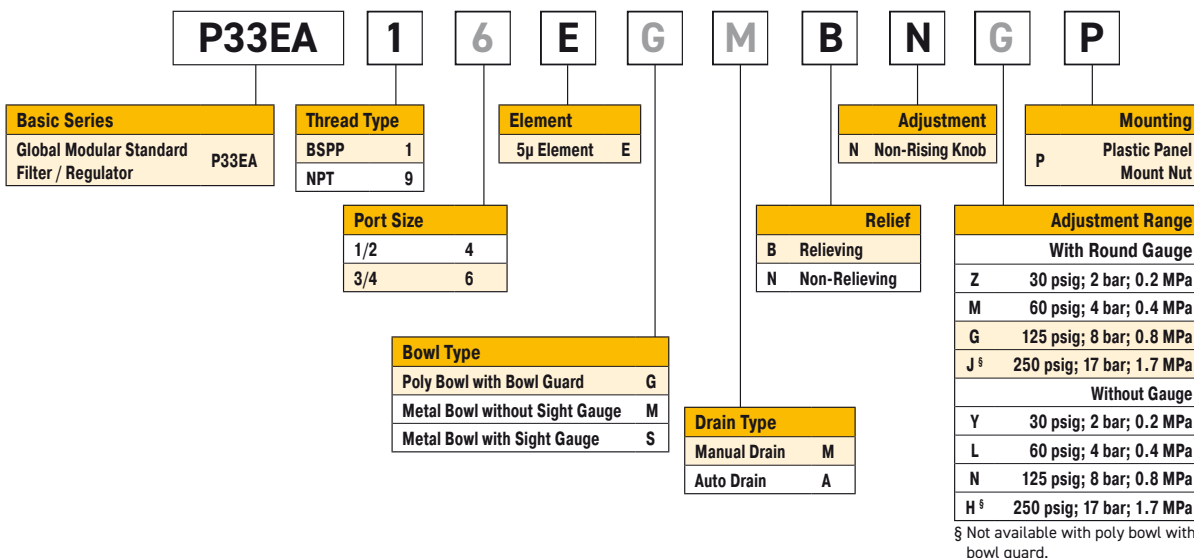 P33EA 1 6 E G M B N G P
Basic Series
Global Modular Standard
Filter / Regulator P33EA
Thread Type
BSPP 1
NPT 9
Element
5µ Element E
Adjustment
N Non-Rising Knob
Mounting
P Plastic Panel
Mount Nut
Port Size
1/2 4
3/4 6
Relief
B Relieving
N Non-Relieving
Adjustment Range
With Round Gauge
Z 30 psig; 2 bar; 0.2 MPa
M 60 psig; 4 bar; 0.4 MPa
G 125 psig; 8 bar; 0.8 MPa
J § 250 psig; 17 bar; 1.7 MPa
Without Gauge
Y 30 psig; 2 bar; 0.2 MPa
L 60 psig; 4 bar; 0.4 MPa
N 125 psig; 8 bar; 0.8 MPa
H § 250 psig; 17 bar; 1.7 MPa
§ Not available with poly bowl with
bowl guard.
Bowl Type
Poly Bowl with Bowl Guard G
Metal Bowl without Sight Gauge M
Metal Bowl with Sight Gauge S
Drain Type
Manual Drain M
Auto Drain A